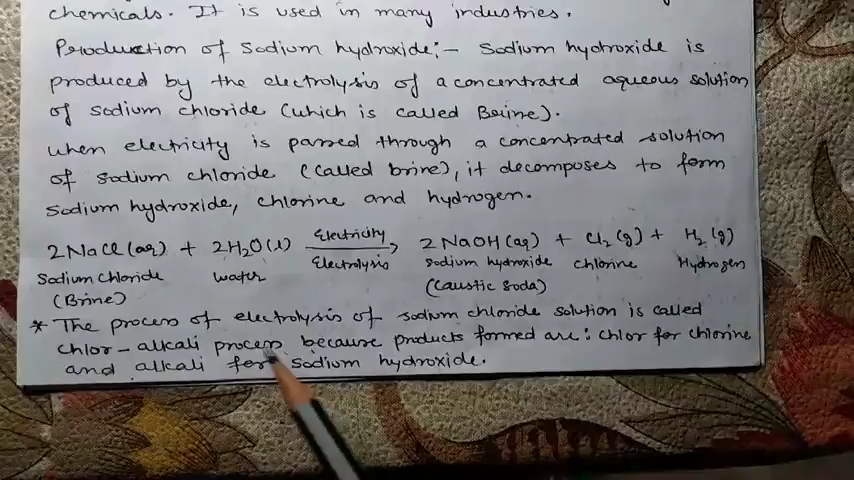 chemicals. It is used in many industries.
Production of Sodium hydroxide:- Sodium hydroxide is
produced by the electrolysis of a concentrated aqueous solution
of sodium chloride (which is called Brine).
when electricity is passed through a concentrated solution
of sodium chloride (called brine), it decomposes to form
sodium hydroxide, chlorine and hydrogen.
2NaCl(aq) + 2H₂O(l) Electricity Electrolysis → 2NaOH(aq) + Cl₂(g) + H₂(g)
Sodium Chloride water sodium hydroxide chlorine Hydrogen
(Brine) (Caustic Soda)
* The process of electrolysis of sodium chloride solution is called
chlor-alkali process because products formed are: chlor for chlorine
and alkali for sodium hydroxide.